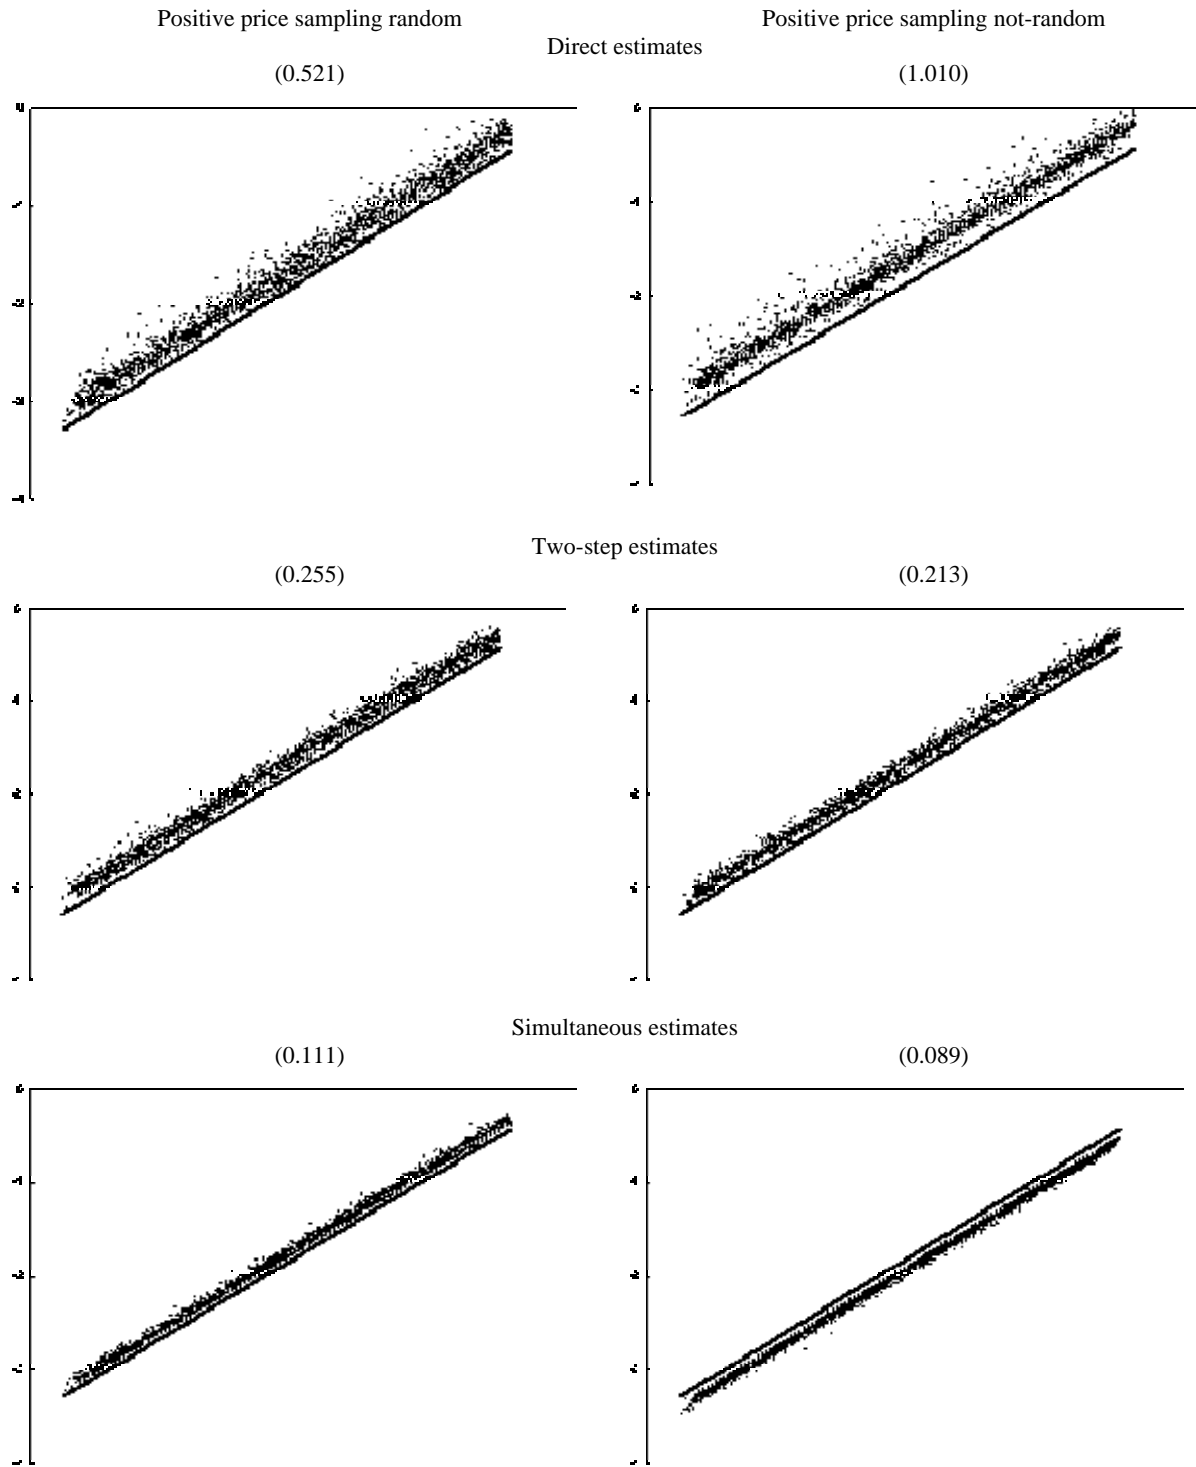 Positive price sampling random Positive price sampling not-random
Direct estimates
(0.521) (1.010)
Two-step estimates
(0.255) (0.213)
Simultaneous estimates
(0.111) (0.089)